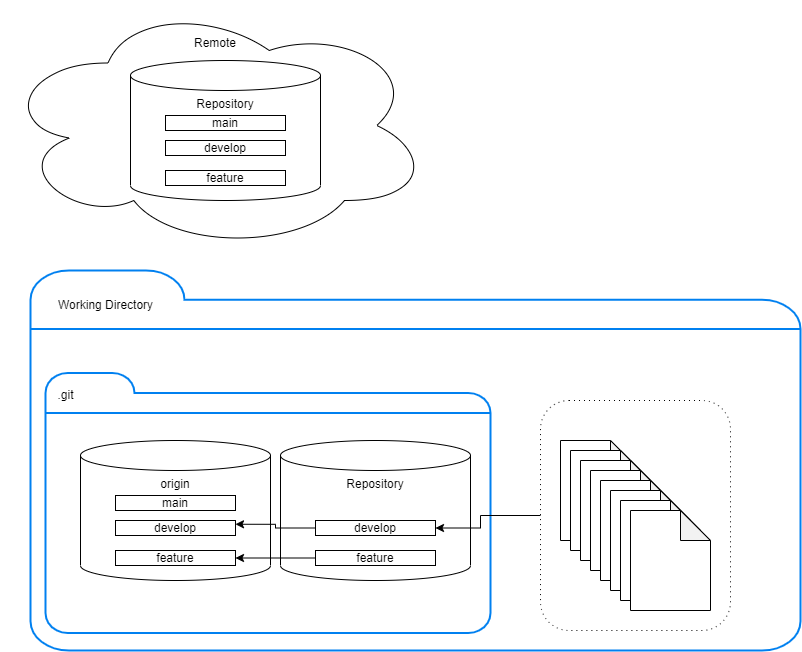 Remote
Repository
main
develop
feature
Working Directory
.git
origin
main
develop
feature
Repository
develop
feature